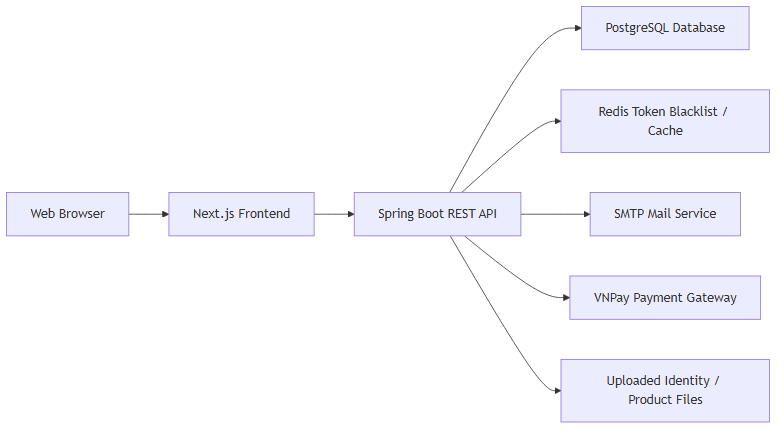 PostgreSQL Database
Redis Token Blacklist /
Cache
Web Browser
Next.js Frontend
Spring Boot REST API
SMTP Mail Service
VNPay Payment Gateway
Uploaded Identity /
Product Files